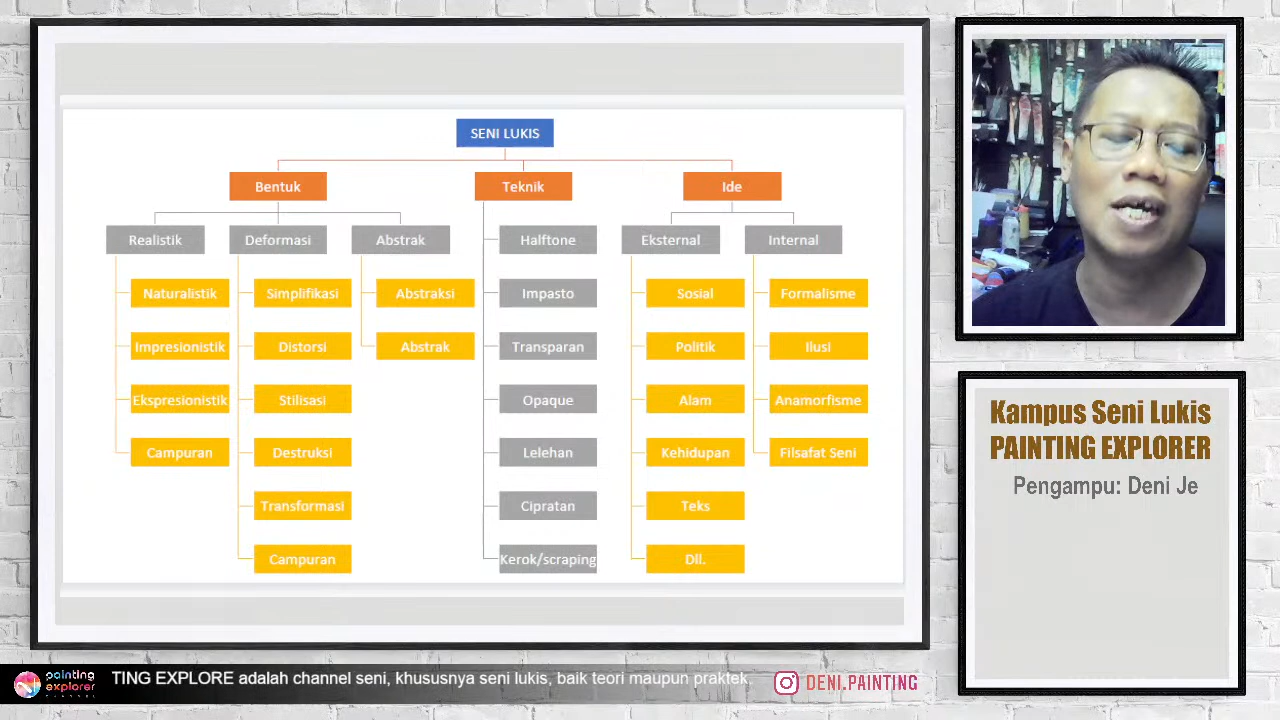 SENI LUKIS
Bentuk
Teknik
Ide
Realistik
Deformasi
Abstrak
Halftone
Eksternal
Internal
Naturalistik
Simplifikasi
Abstraksi
Impasto
Sosial
Formalisme
Impresionistik
Distorsi
Abstrak
Transparan
Politik
Ilusi
Ekspresionistik
Stilisasi
Opaque
Alam
Anamorfisme
Campuran
Destruksi
Lelehan
Kehidupan
Filsafat Seni
Transformasi
Cipratan
Teks
Campuran
Kerok/scraping
Dll.
Kampus Seni Lukis
PAINTING EXPLORER
Pengampu: Deni Je
painting
explorer
CHANNEL
TING EXPLORE adalah channel seni, khususnya seni lukis, baik teori maupun praktek.
DENI.PAINTING